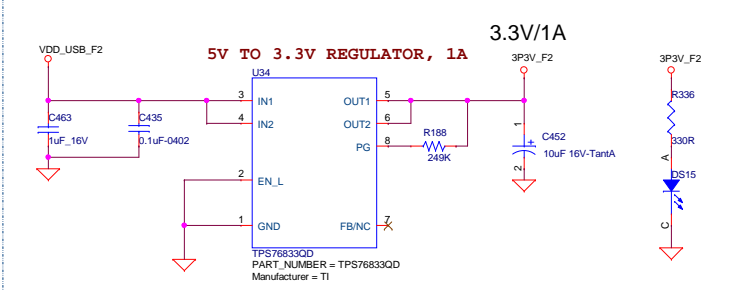 3.3V/1A
5V TO 3.3V REGULATOR, 1A
VDD_USB_F2
3P3V_F2
3P3V_F2
U34
3 IN1
OUT1 5
4 IN2
OUT2 6
PG 8
2 EN_L
1 GND
FB/NC 7
C463
1uF_16V
C435
0.1uF-0402
R188
249K
1
C452
10uF 16V-TantA
2
R336
330R
A
DS15
C
TPS76833QD
PART_NUMBER = TPS76833QD
Manufacturer = TI